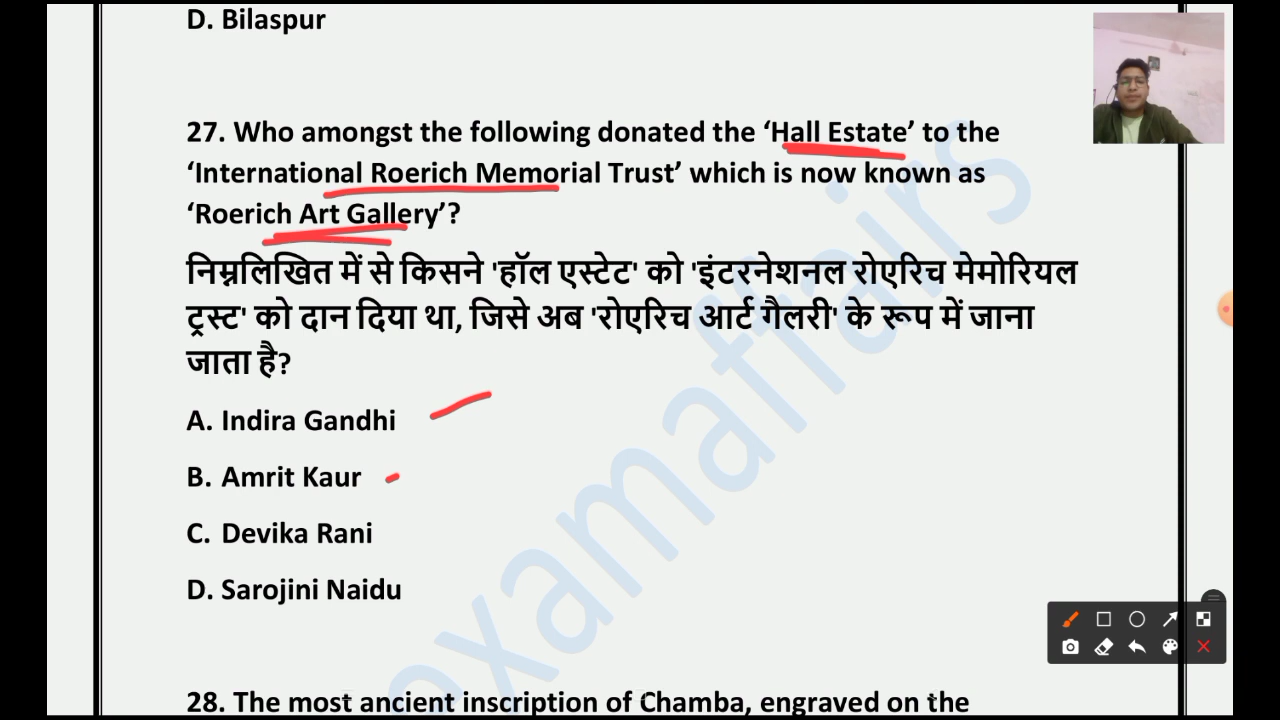 D. Bilaspur
27. Who amongst the following donated the ‘Hall Estate’ to the
‘International Roerich Memorial Trust’ which is now known as
‘Roerich Art Gallery’?
निम्नलिखित में से किसने 'हॉल एस्टेट' को 'इंटरनेशनल रोएरिच मेमोरियल
ट्रस्ट' को दान दिया था, जिसे अब 'रोएरिच आर्ट गैलरी' के रूप में जाना
जाता है?
A. Indira Gandhi
B. Amrit Kaur
C. Devika Rani
D. Sarojini Naidu
28. The most ancient inscription of Chamba, engraved on the
examaffairs